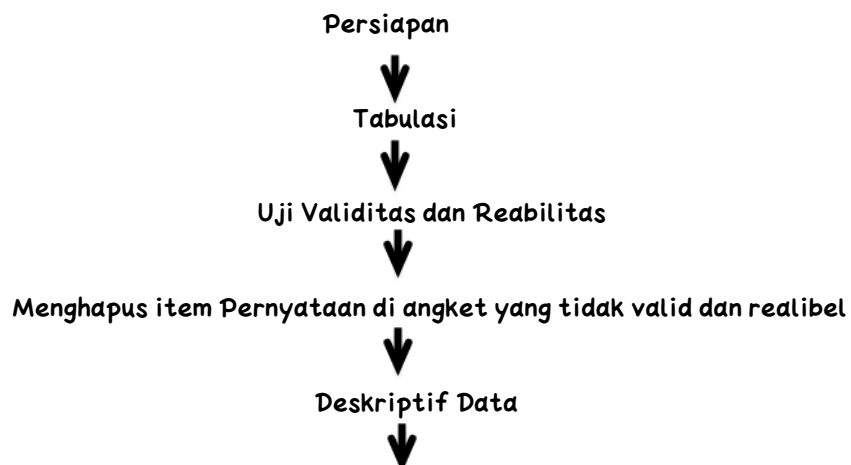 Persiapan
Tabulasi
Uji Validitas dan Reabilitas
Menghapus item Pernyataan di angket yang tidak valid dan realibel
Deskriptif Data